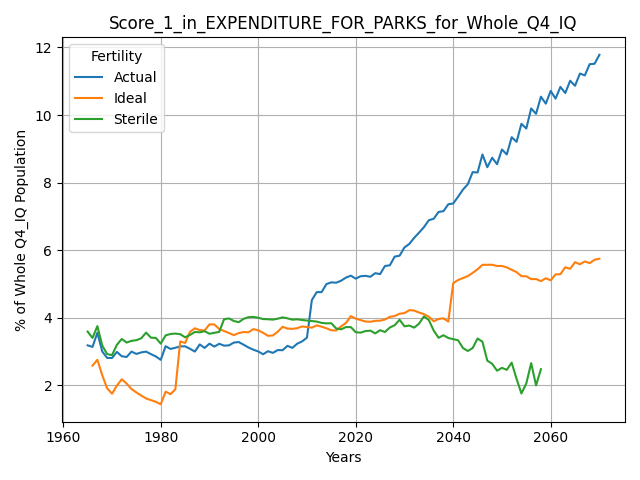 Score_1_in_EXPENDITURE_FOR_PARKS_for_Whole_Q4_IQ
Fertility
Actual
Ideal
Sterile
% of Whole Q4_IQ Population
12
10
8
6
4
2
1960
1980
2000
2020
2040
2060
Years